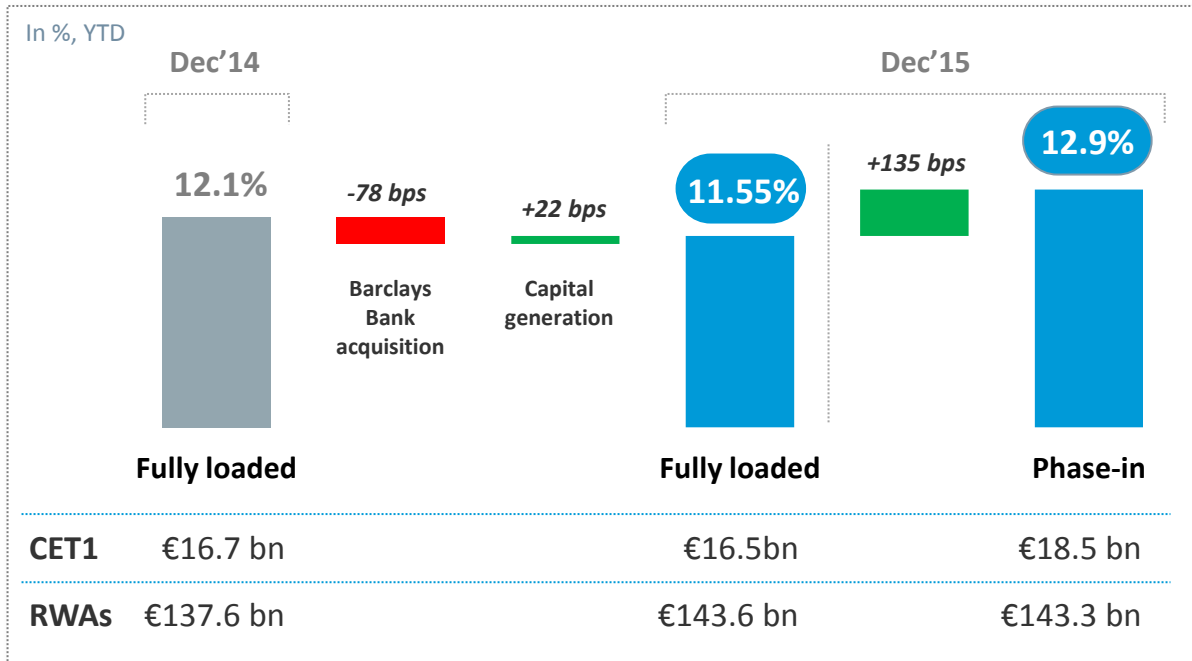 In %, YTD
Dec’14
Dec’15
12.1%
-78 bps
+22 bps
11.55%
+135 bps
12.9%
Barclays
Bank
acquisition
Capital
generation
Fully loaded
Fully loaded
Phase-in
CET1 €16.7 bn €16.5bn €18.5 bn
RWAs €137.6 bn €143.6 bn €143.3 bn